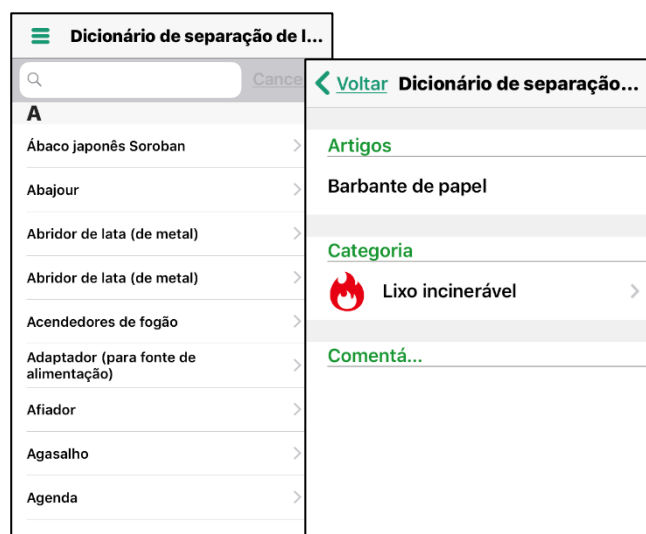 Dicionário de separação de l...
Cance
A
Ábaco japonês Soroban
Abajour
Abridor de lata (de metal)
Abridor de lata (de metal)
Acendedores de fogão
Adaptador (para fonte de
alimentação)
Afiador
Agasalho
Agenda
Voltar Dicionário de separação...
Artigos
Barbante de papel
Categoria
Lixo incinerável
Comentá...